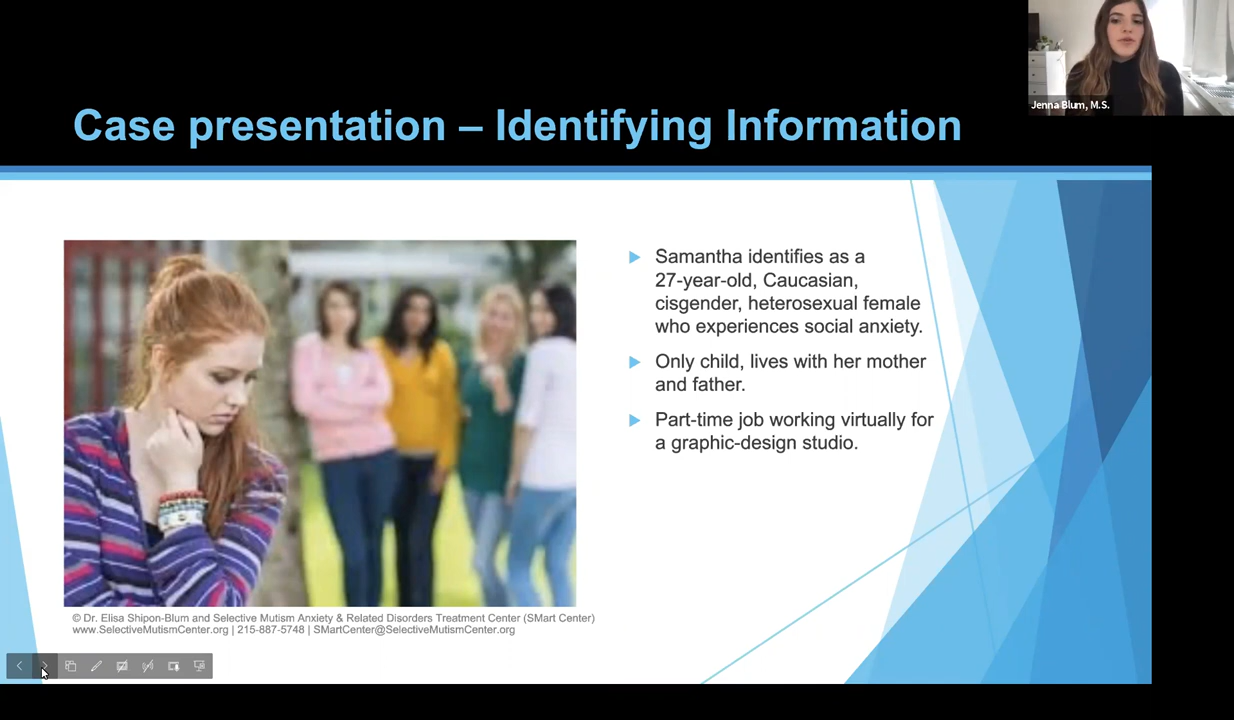 Jenna Blum, M.S.
Case presentation – Identifying Information
Samantha identifies as a
27-year-old, Caucasian,
cisgender, heterosexual female
who experiences social anxiety.
Only child, lives with her mother
and father.
Part-time job working virtually for
a graphic-design studio.
© Dr. Elisa Shipon-Blum and Selective Mutism Anxiety & Related Disorders Treatment Center (SMart Center)
www.SelectiveMutismCenter.org | 215-887-5748 | SMartCenter@SelectiveMutismCenter.org